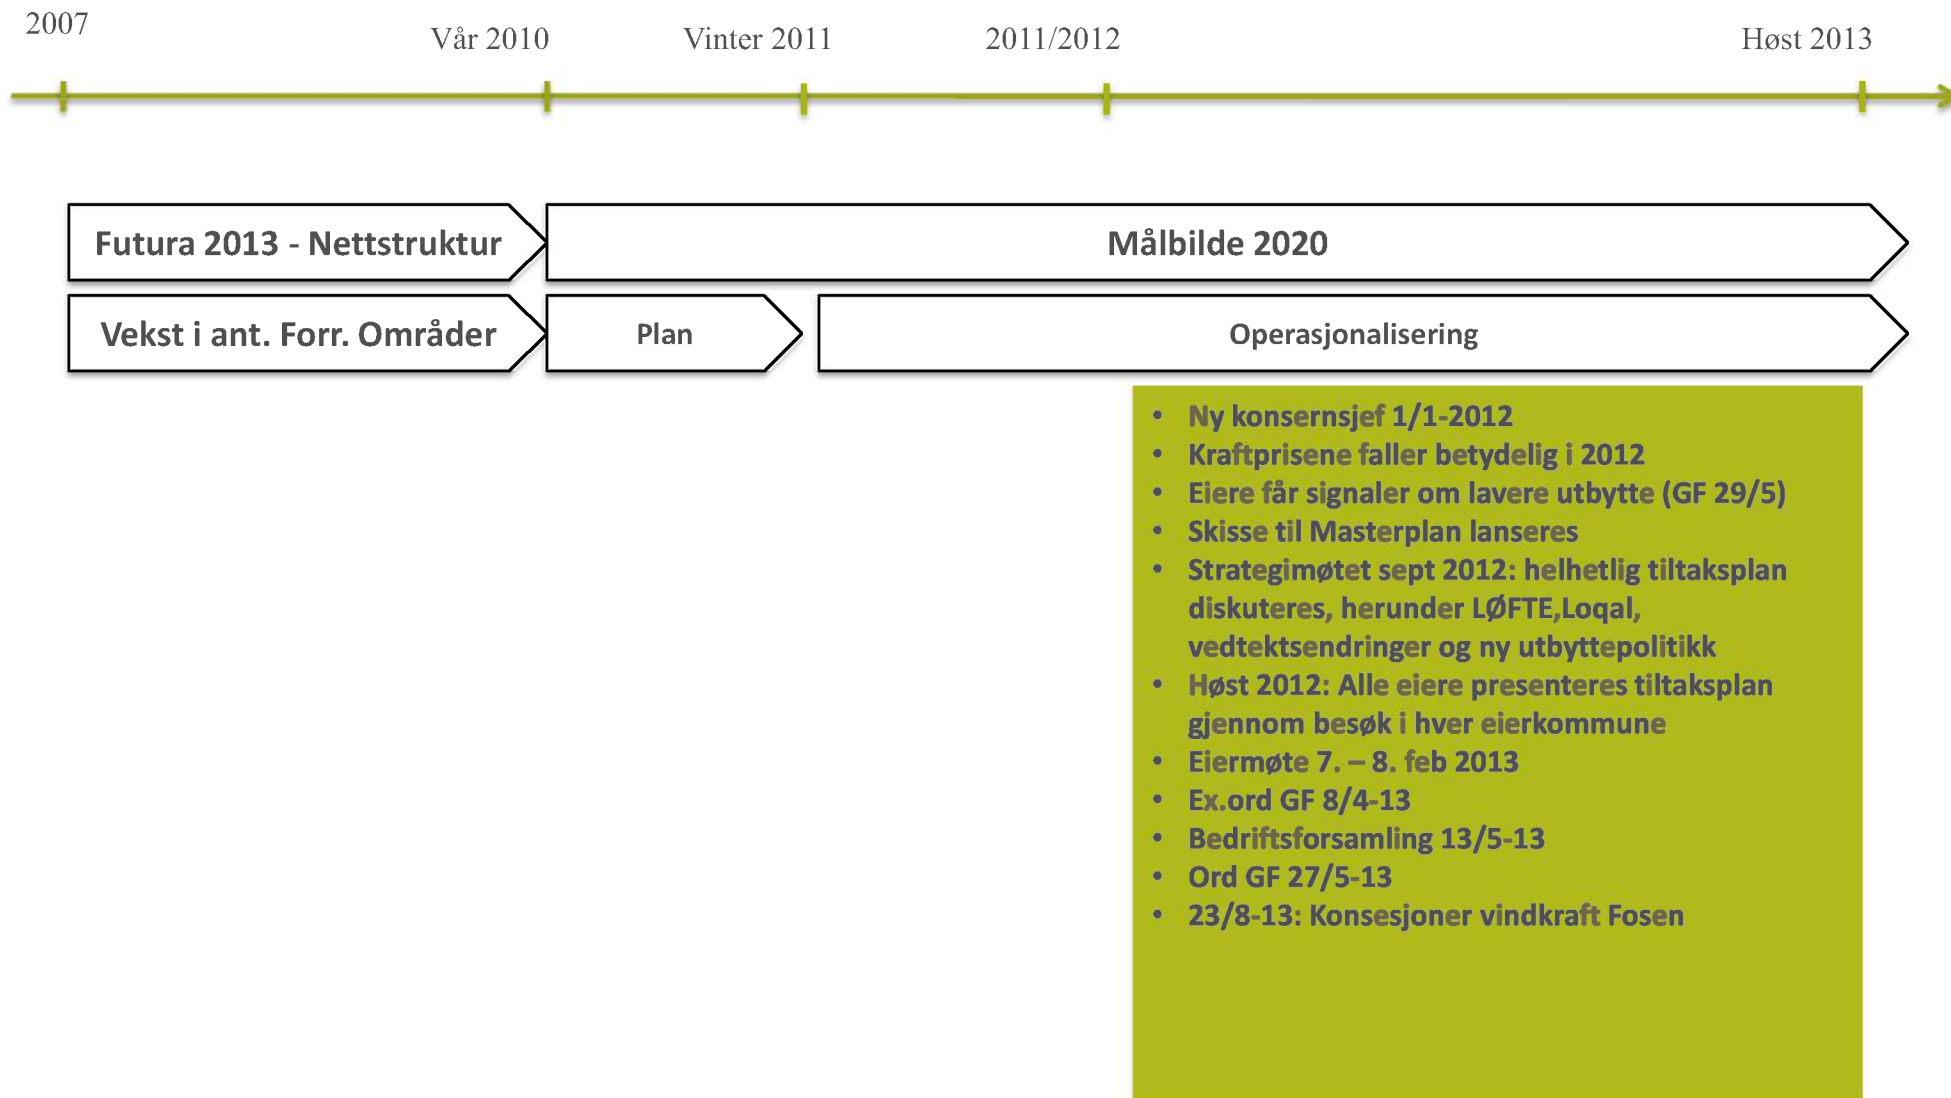 2007
Vår 2010
Vinter 2011
2011/2012
Høst 2013
Futura 2013 - Nettstruktur
Målbilde 2020
Vekst i ant. Forr. Områder
Plan
Operasjonalisering
• Ny konsernsjef 1/1-2012
• Kraftprisene faller betydelig i 2012
• Eiere får signaler om lavere utbytte (GF 29/5)
• Skisse til Masterplan lanseres
• Strategimøtet sept 2012: helhetlig tiltaksplan
diskuteres, herunder LØFTE,Loqal,
vedtektsendringer og ny utbyttepolitikk
• Høst 2012: Alle eiere presenteres tiltaksplan
gjennom besøk i hver eierkommune
• Eiermøte 7. – 8. feb 2013
• Ex.ord GF 8/4-13
• Bedriftsforsamling 13/5-13
• Ord GF 27/5-13
• 23/8-13: Konsesjoner vindkraft Fosen